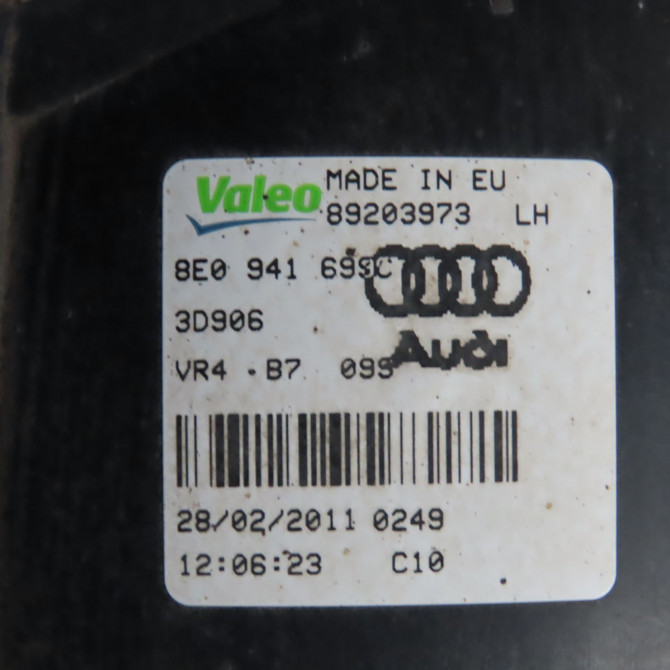 Valeo MADE IN EU
89203973 LH
8E0 941 699C
3D906
Audi
VR4 - B7 099
28/02/2011 0249
12:06:23 C10